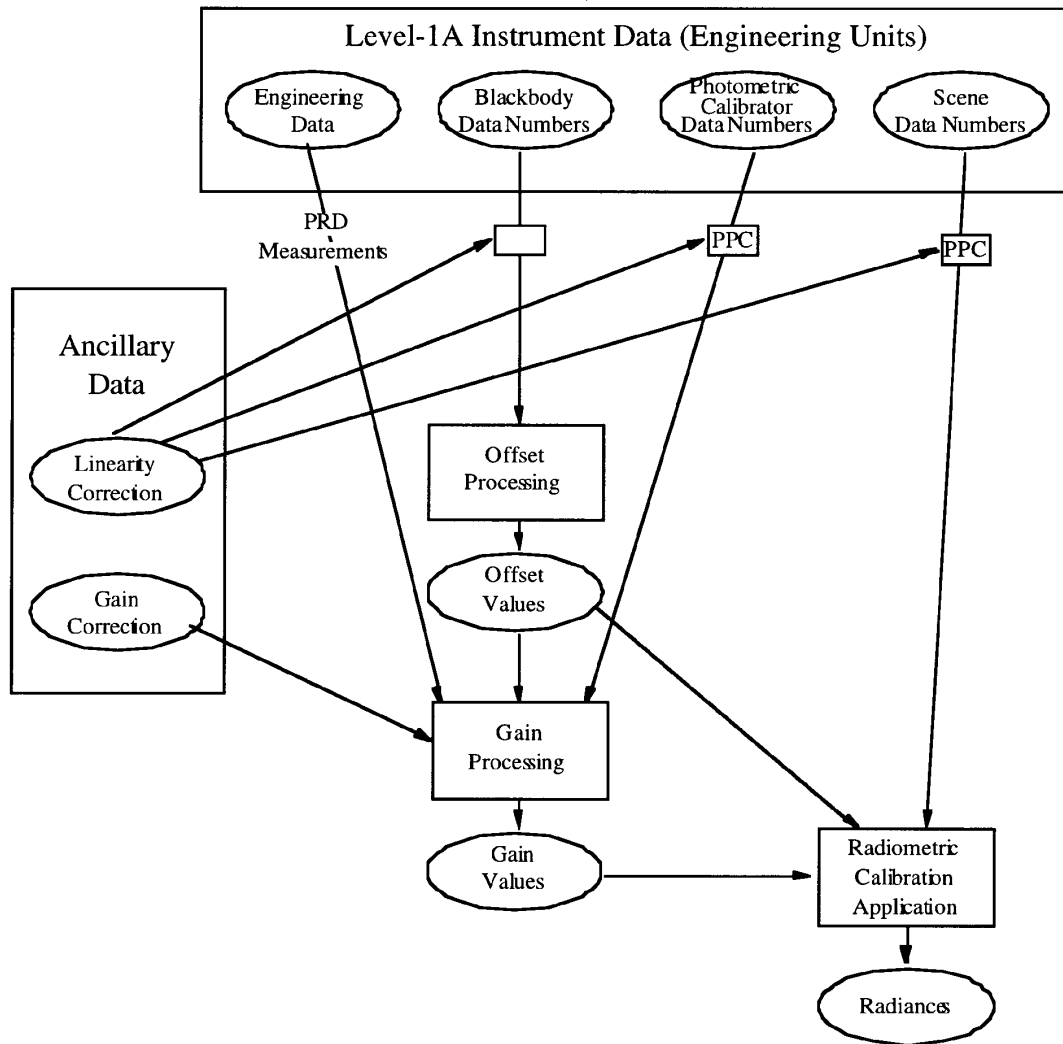 Level-1A Instrument Data (Engineering Units)
Engineering
Data
Blackbody
Data Numbers
Photometric
Calibrator
Data Numbers
Scene
Data Numbers
PRD
Measurements
PPC
PPC
Ancillary
Data
Linearity
Correction
Offset
Processing
Gain
Correction
Offset
Values
Gain
Processing
Gain
Values
Radiometric
Calibration
Application
Radiances